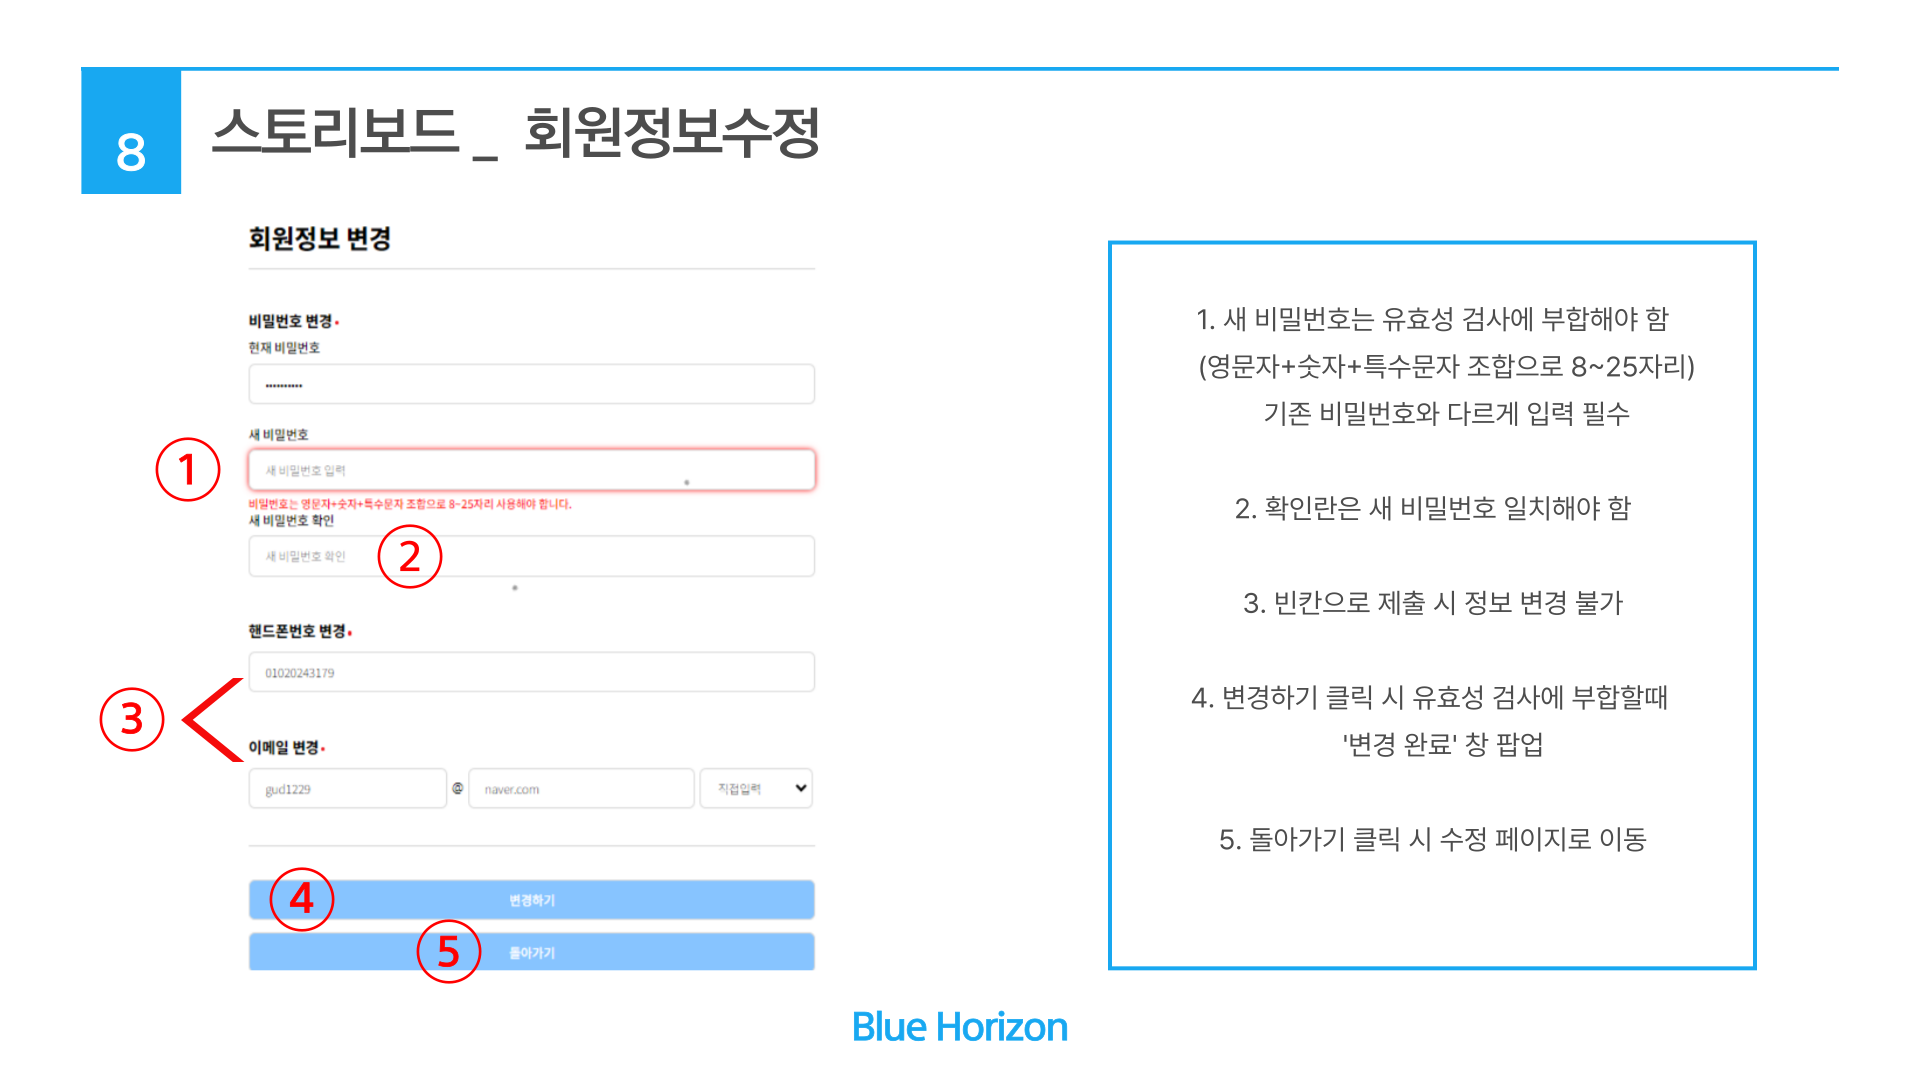 8
스토리보드 _ 회원정보수정
회원정보 변경
비밀번호 변경
현재 비밀번호
••••••••••
새 비밀번호
1
새 비밀번호 입력
비밀번호는 영문자+숫자+특수문자 조합으로 8~25자리 사용해야 합니다.
새 비밀번호 확인
새 비밀번호 확인
2
핸드폰번호 변경
01020243179
3
이메일 변경
gud1229 @ naver.com 직접입력
4
변경하기
5
돌아가기
1. 새 비밀번호는 유효성 검사에 부합해야 함
(영문자+숫자+특수문자 조합으로 8~25자리)
기존 비밀번호와 다르게 입력 필수
2. 확인란은 새 비밀번호 일치해야 함
3. 빈칸으로 제출 시 정보 변경 불가
4. 변경하기 클릭 시 유효성 검사에 부합할때
'변경 완료' 창 팝업
5. 돌아가기 클릭 시 수정 페이지로 이동
Blue Horizon